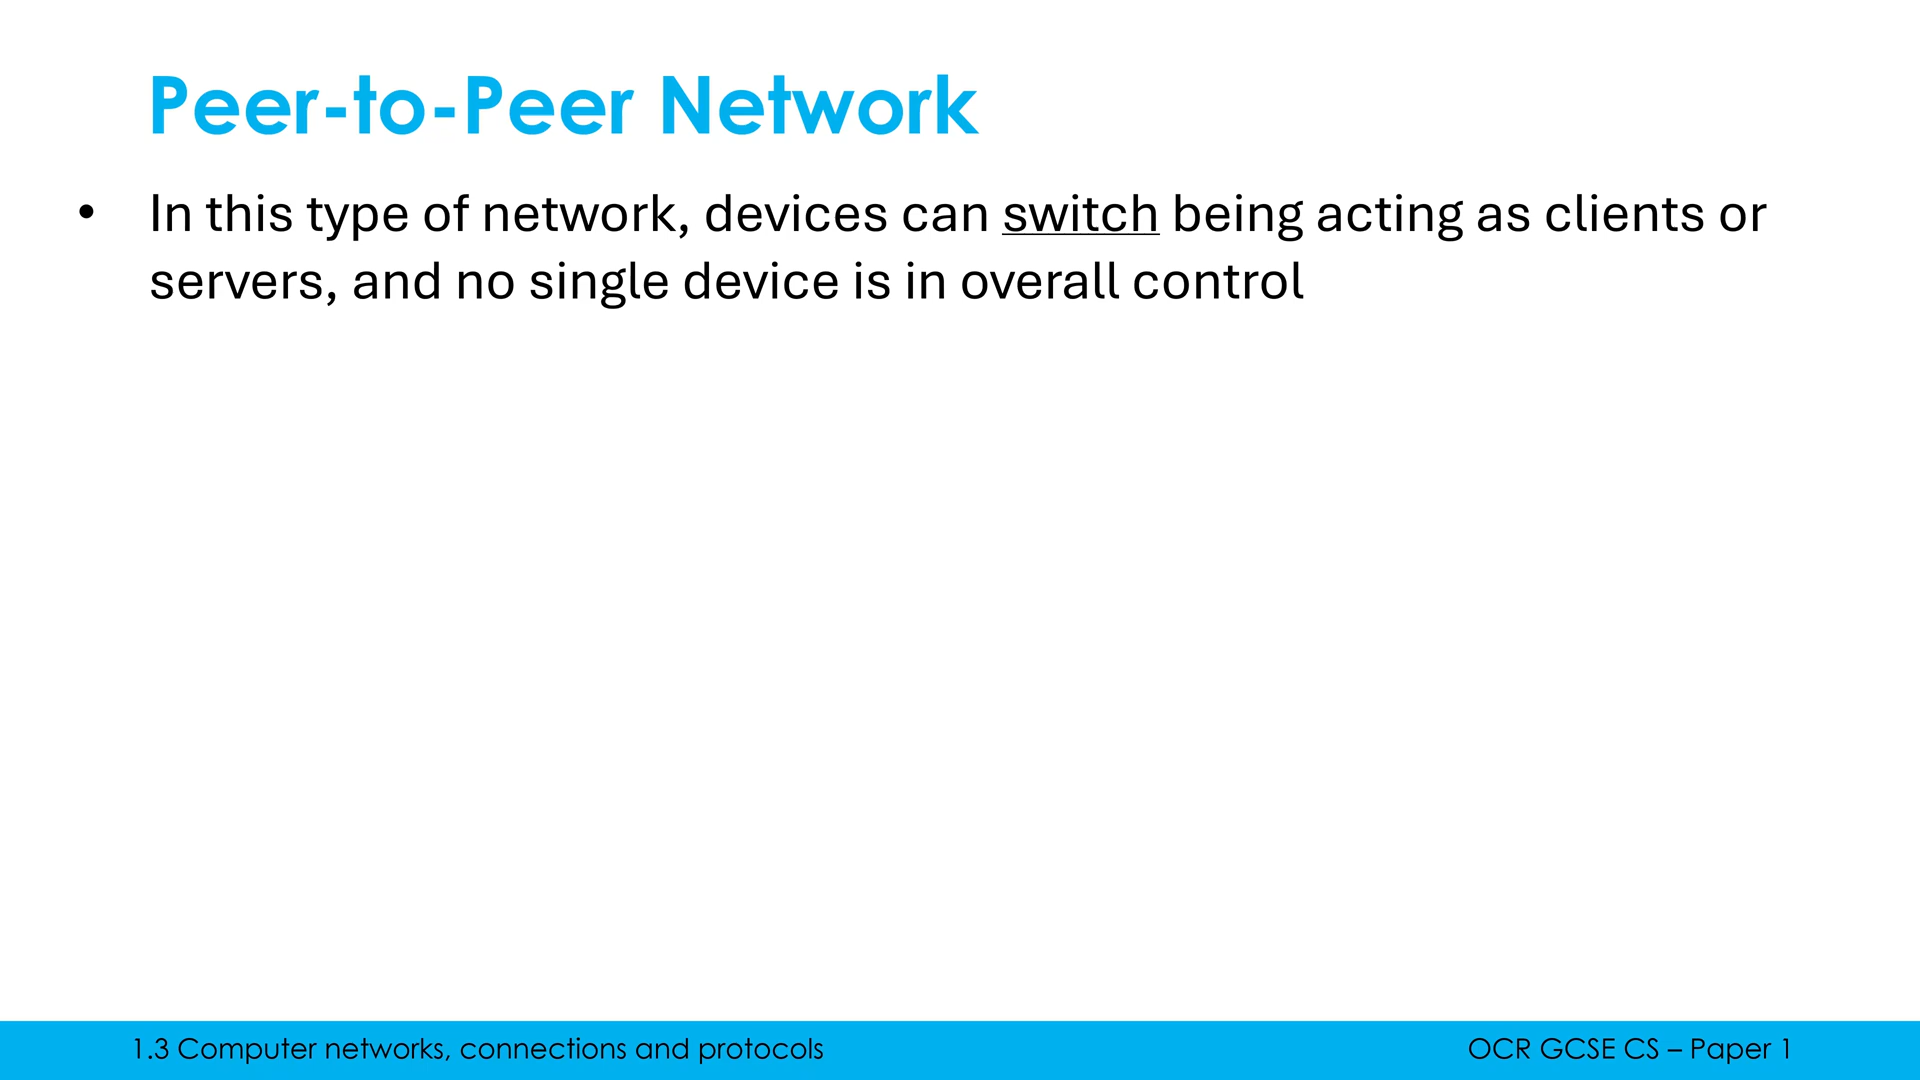 Peer-to-Peer Network
• In this type of network, devices can switch being acting as clients or
servers, and no single device is in overall control
1.3 Computer networks, connections and protocols
OCR GCSE CS – Paper 1